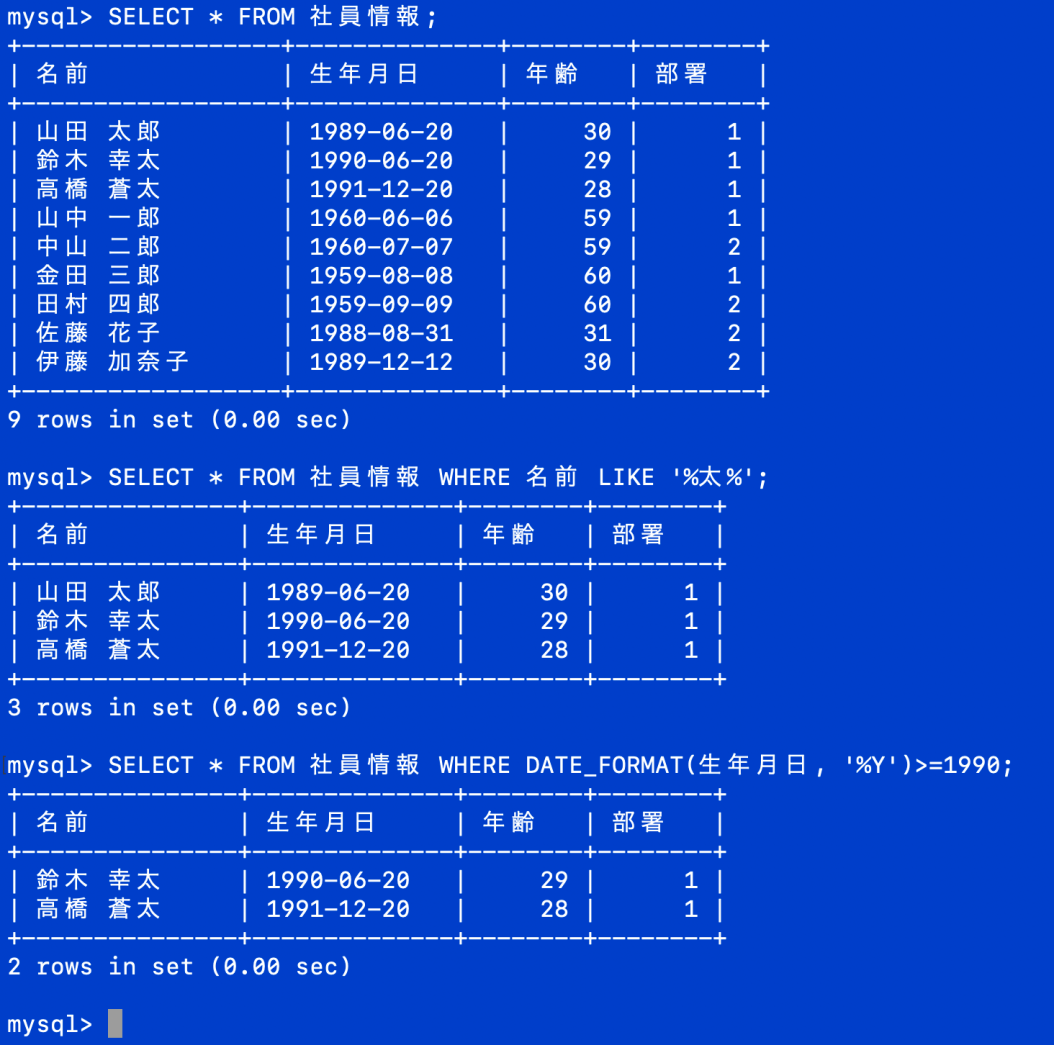 mysql> SELECT * FROM 社員情報;
+------------------+--------------+--------+--------+
| 名前             | 生年月日     | 年齢   | 部署   |
+------------------+--------------+--------+--------+
| 山田 太郎        | 1989-06-20   |     30 |      1 |
| 鈴木 幸太        | 1990-06-20   |     29 |      1 |
| 高橋 蒼太        | 1991-12-20   |     28 |      1 |
| 山中 一郎        | 1960-06-06   |     59 |      1 |
| 中山 二郎        | 1960-07-07   |     59 |      2 |
| 金田 三郎        | 1959-08-08   |     60 |      1 |
| 田村 四郎        | 1959-09-09   |     60 |      2 |
| 佐藤 花子        | 1988-08-31   |     31 |      2 |
| 伊藤 加奈子      | 1989-12-12   |     30 |      2 |
+------------------+--------------+--------+--------+
9 rows in set (0.00 sec)

mysql> SELECT * FROM 社員情報 WHERE 名前 LIKE '%太%';
+---------------+--------------+--------+--------+
| 名前          | 生年月日     | 年齢   | 部署   |
+---------------+--------------+--------+--------+
| 山田 太郎     | 1989-06-20   |     30 |      1 |
| 鈴木 幸太     | 1990-06-20   |     29 |      1 |
| 高橋 蒼太     | 1991-12-20   |     28 |      1 |
+---------------+--------------+--------+--------+
3 rows in set (0.00 sec)

mysql> SELECT * FROM 社員情報 WHERE DATE_FORMAT(生年月日, '%Y')>=1990;
+---------------+--------------+--------+--------+
| 名前          | 生年月日     | 年齢   | 部署   |
+---------------+--------------+--------+--------+
| 鈴木 幸太     | 1990-06-20   |     29 |      1 |
| 高橋 蒼太     | 1991-12-20   |     28 |      1 |
+---------------+--------------+--------+--------+
2 rows in set (0.00 sec)

mysql>